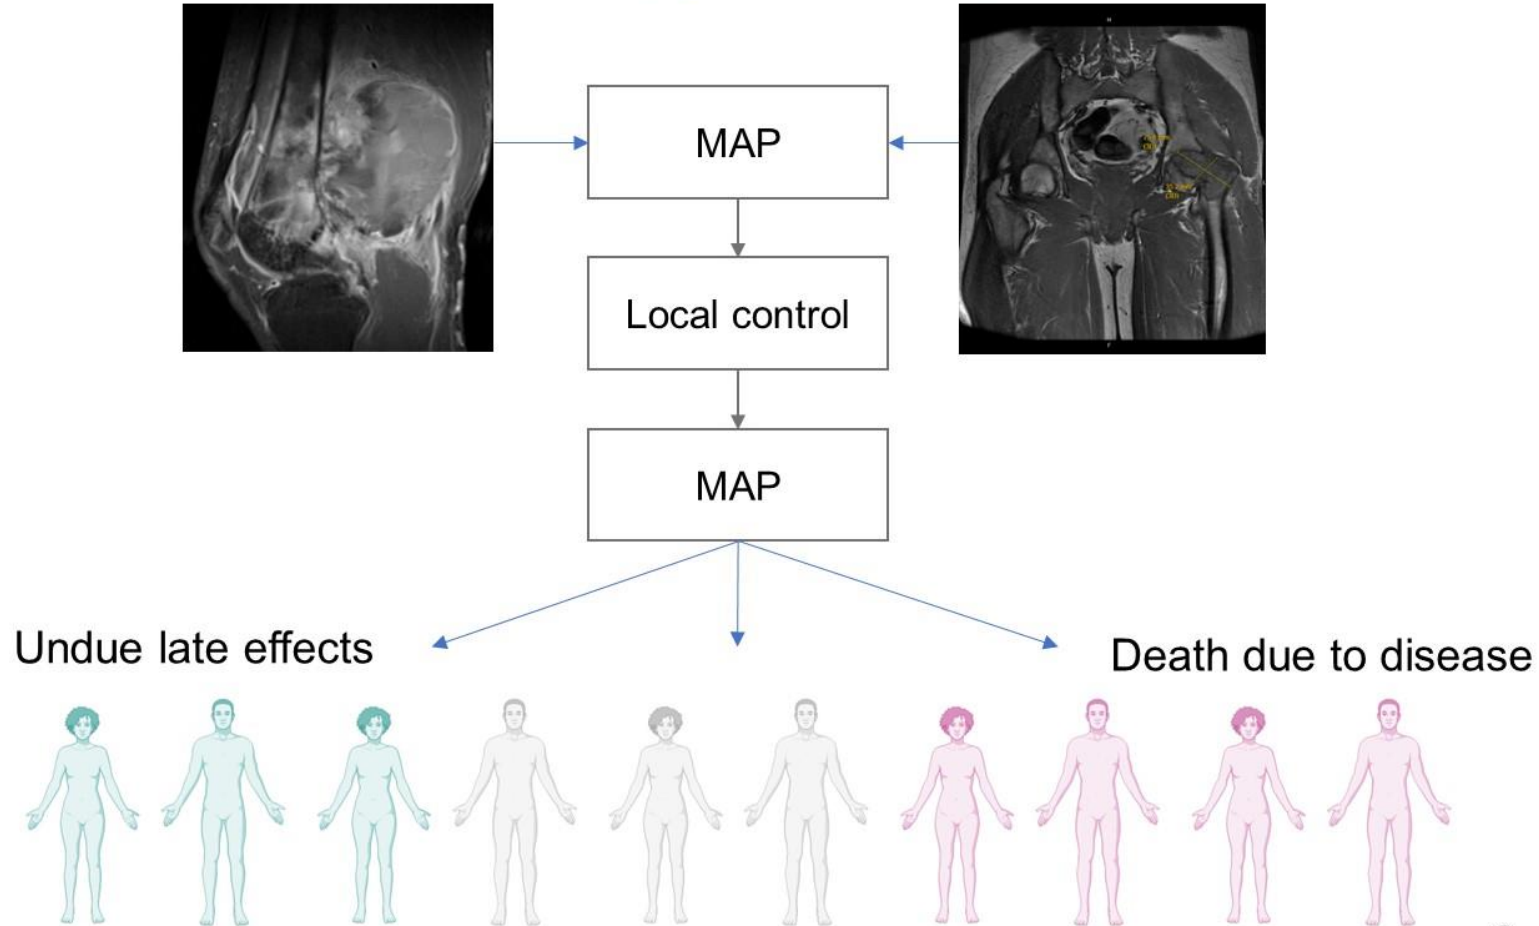 MAP
Local control
MAP
Undue late effects
Death due to disease